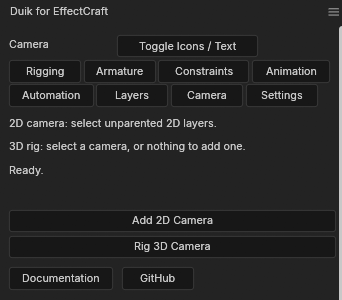 Duik for EffectCraft
Camera
Toggle Icons / Text
Rigging
Armature
Constraints
Animation
Automation
Layers
Camera
Settings
2D camera: select unparented 2D layers.
3D rig: select a camera, or nothing to add one.
Ready.
Add 2D Camera
Rig 3D Camera
Documentation
GitHub